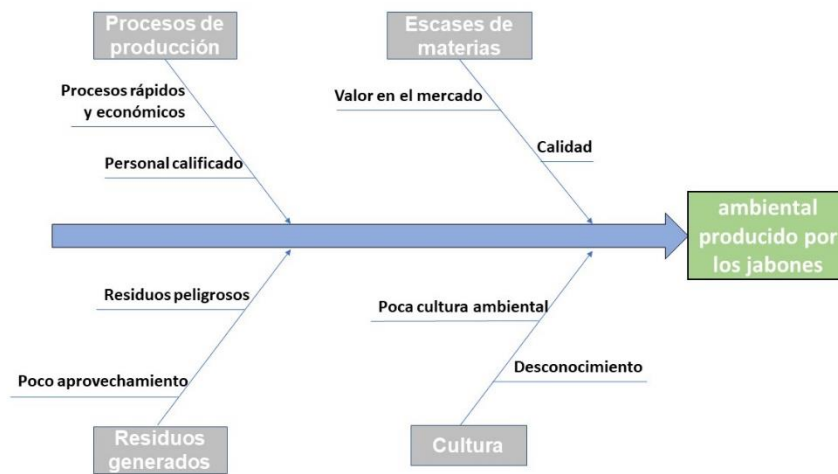 Procesos de
producción
Escases de
materias
Procesos rápidos
y económicos
Valor en el mercado
Personal calificado
Calidad
ambiental
producido por
los jabones
Residuos peligrosos
Poca cultura ambiental
Poco aprovechamiento
Desconocimiento
Residuos
generados
Cultura